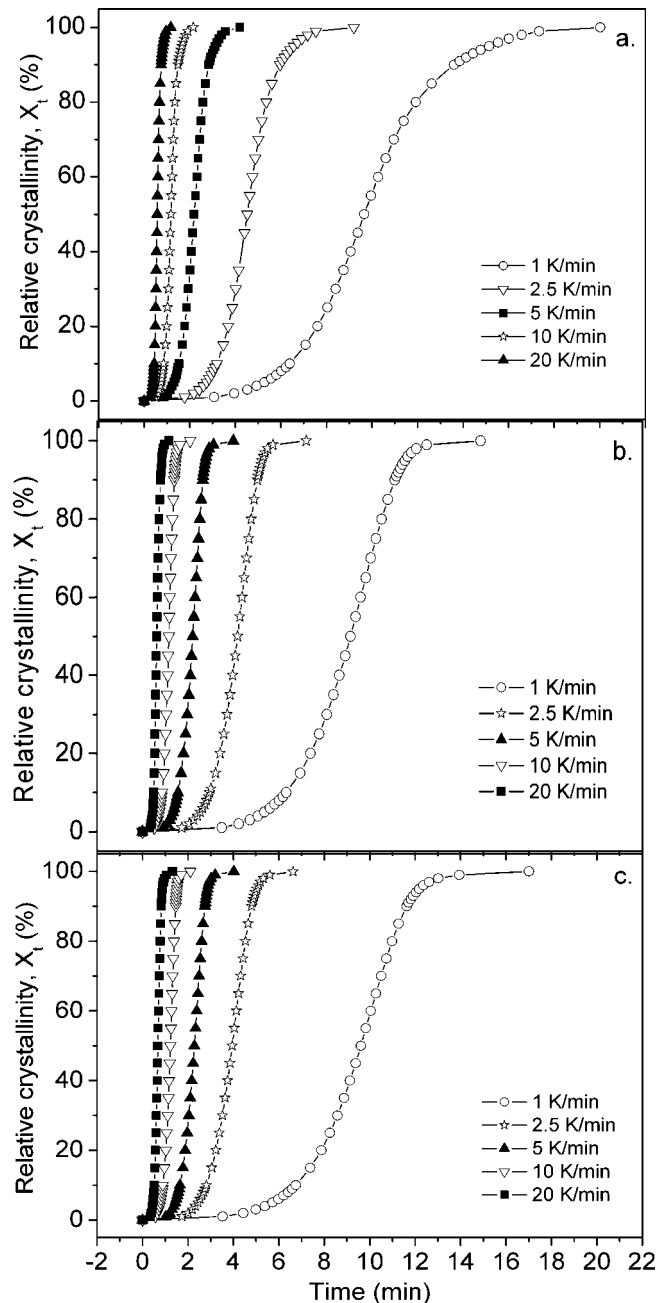 a.
Relative crystallinity, X_t (%)
100
80
60
40
20
0
1 K/min
2.5 K/min
5 K/min
10 K/min
20 K/min
b.
Relative crystallinity, X_t (%)
100
80
60
40
20
0
1 K/min
2.5 K/min
5 K/min
10 K/min
20 K/min
c.
Relative crystallinity, X_t (%)
100
80
60
40
20
0
1 K/min
2.5 K/min
5 K/min
10 K/min
20 K/min
-2 0 2 4 6 8 10 12 14 16 18 20 22
Time (min)